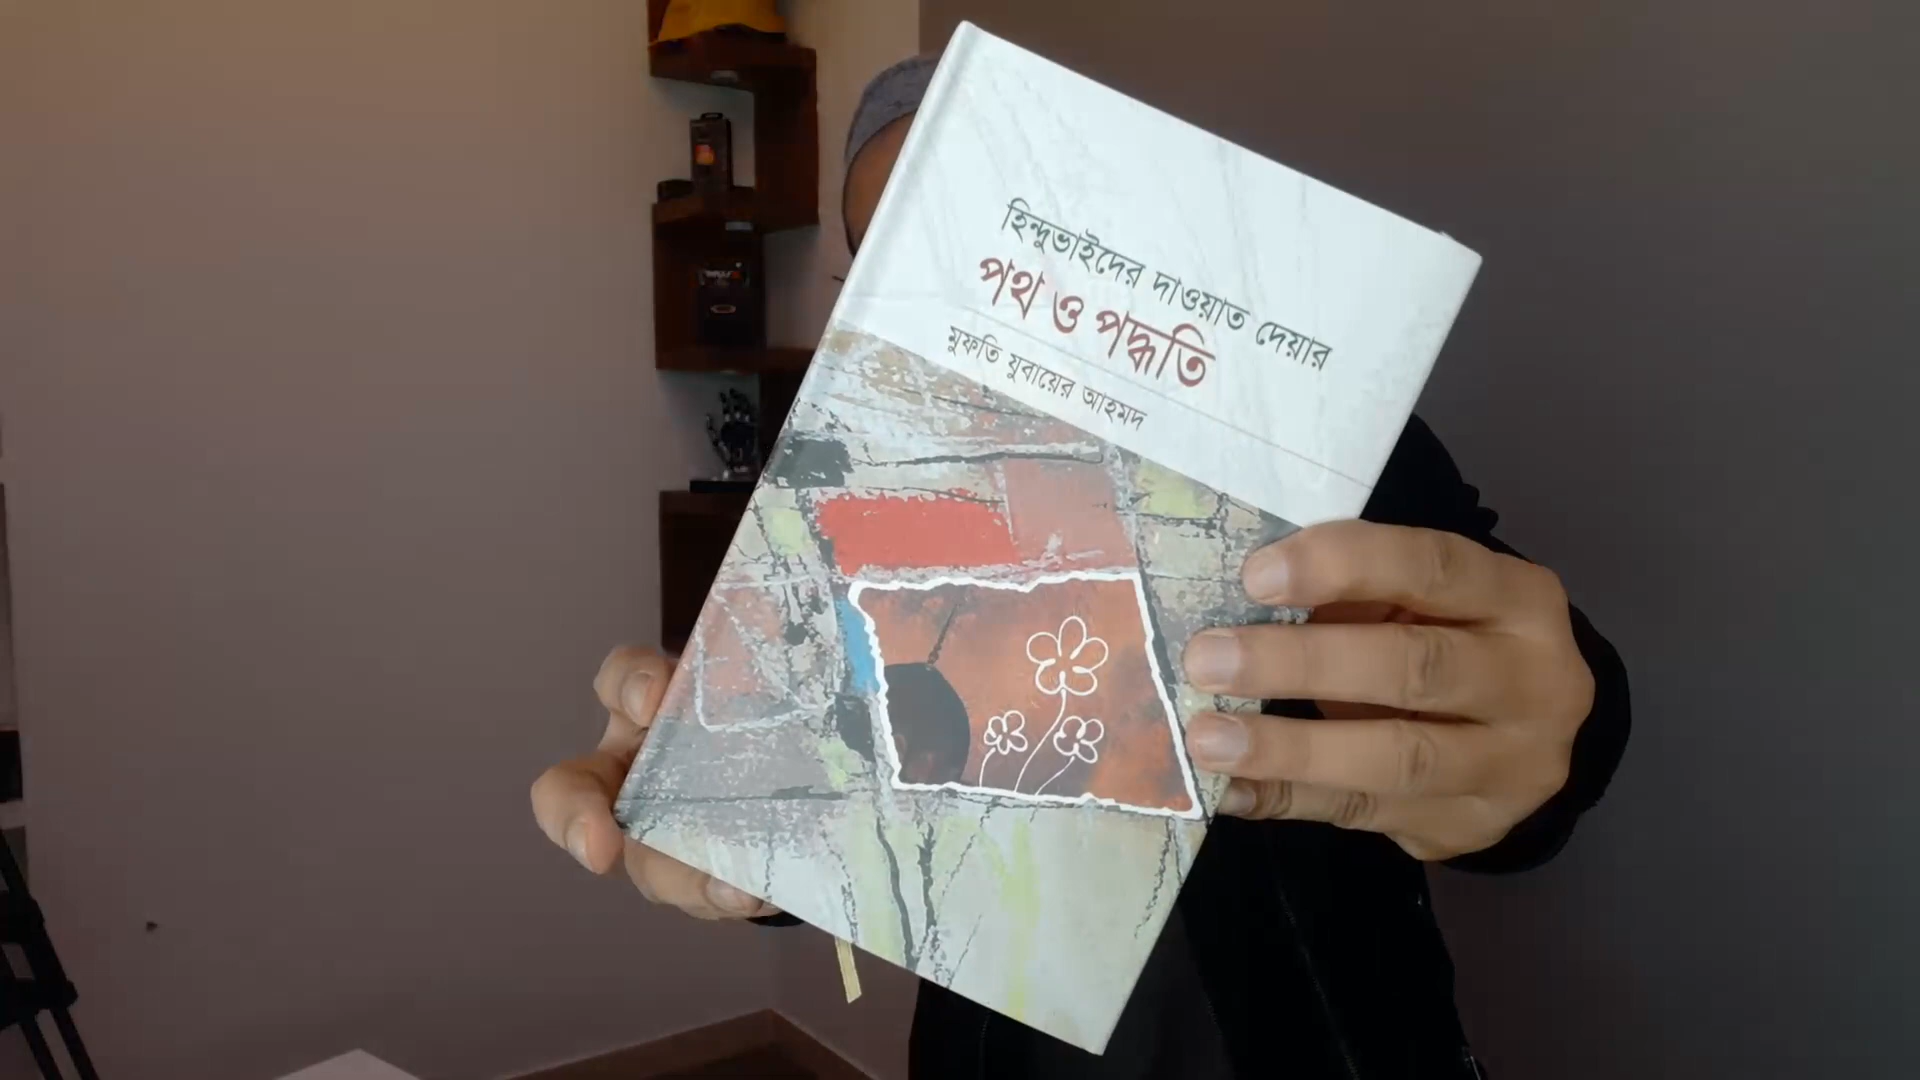 হিন্দুভাইদের দাওয়াত দেয়ার
পথ ও পদ্ধতি
মুফতি যুবায়ের আহমদ